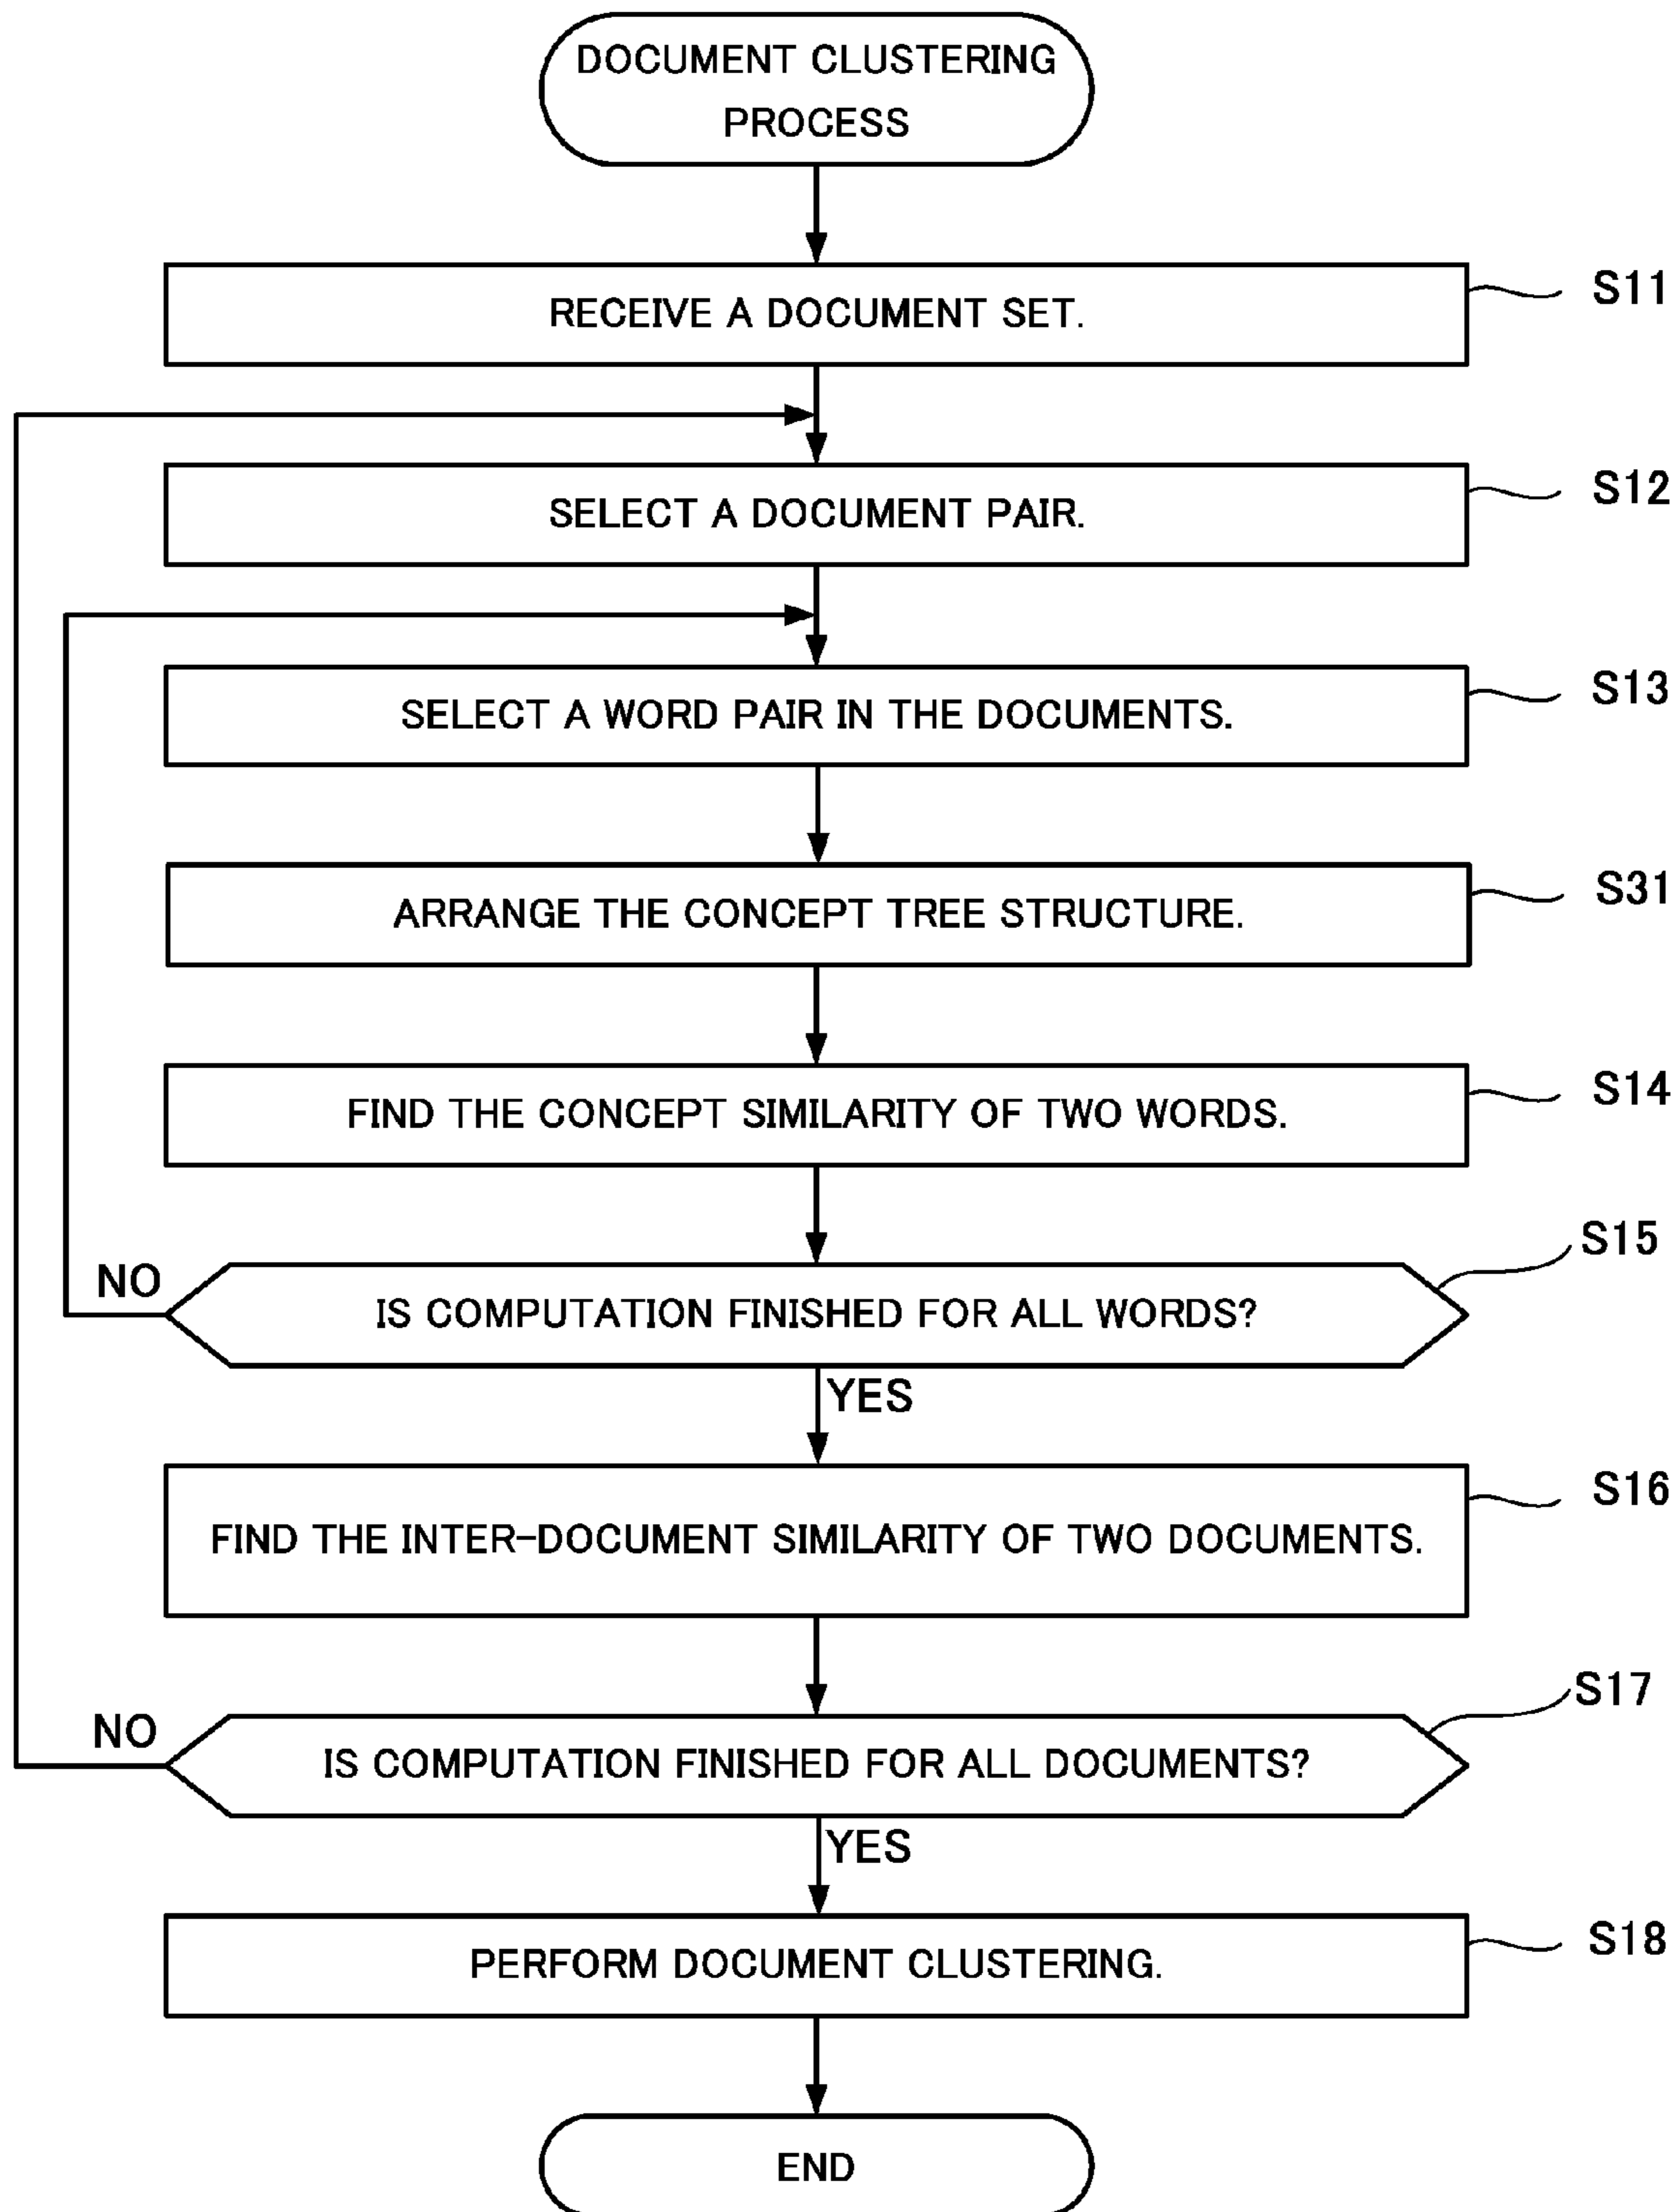 DOCUMENT CLUSTERING
PROCESS
RECEIVE A DOCUMENT SET.
S11
SELECT A DOCUMENT PAIR.
S12
SELECT A WORD PAIR IN THE DOCUMENTS.
S13
ARRANGE THE CONCEPT TREE STRUCTURE.
S31
FIND THE CONCEPT SIMILARITY OF TWO WORDS.
S14
S15
NO
IS COMPUTATION FINISHED FOR ALL WORDS?
YES
S16
FIND THE INTER-DOCUMENT SIMILARITY OF TWO DOCUMENTS.
S17
NO
IS COMPUTATION FINISHED FOR ALL DOCUMENTS?
YES
PERFORM DOCUMENT CLUSTERING.
S18
END